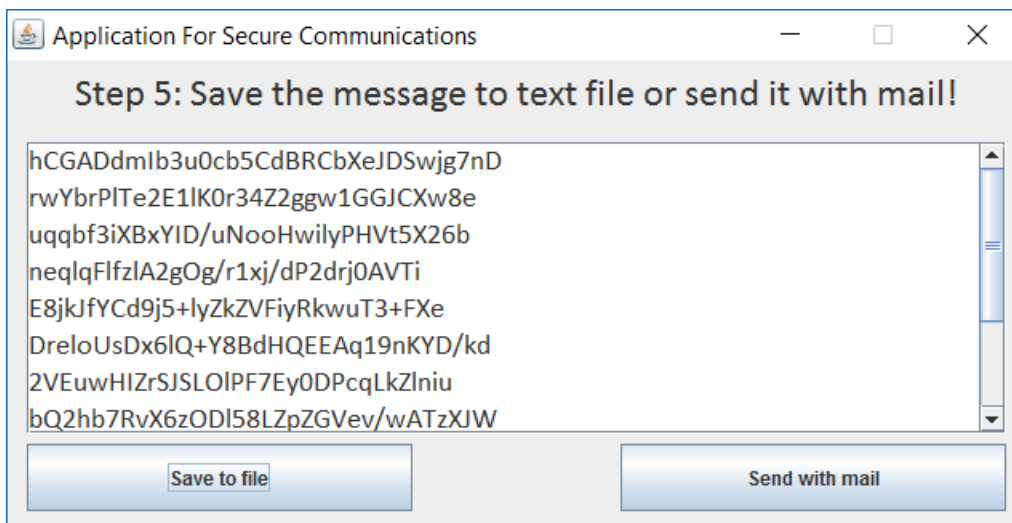 Application For Secure Communications
Step 5: Save the message to text file or send it with mail!
hCGADdmIb3u0cb5CdBRCbXeJDSwjg7nD
rwYbrPlTe2E1lK0r34Z2ggw1GGJCXw8e
uqqbf3iXBxYID/uNooHwilyPHVt5X26b
neqlqFlfzlA2gOg/r1xj/dP2drj0AVTi
E8jkJfYCd9j5+lyZkZVFiyRkwuT3+FXe
DreloUsDx6lQ+Y8BdHQEEAq19nKYD/kd
2VEuwHIZrSJSLOlPF7Ey0DPcqLkZlniu
bQ2hb7RvX6zODl58LZpZGVev/wATzXJW
Save to file
Send with mail